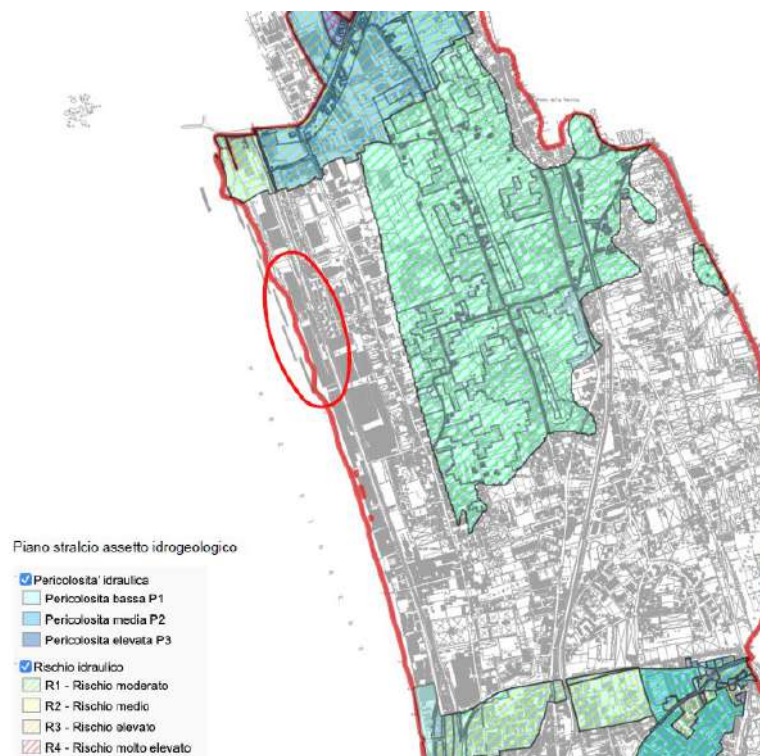 Piano stralcio assetto idrogeologico
Pericolosita' idraulica
Pericolosita bassa P1
Pericolosita media P2
Pericolosita elevata P3
Rischio idraulico
R1 - Rischio moderato
R2 - Rischio medio
R3 - Rischio elevato
R4 - Rischio molto elevato